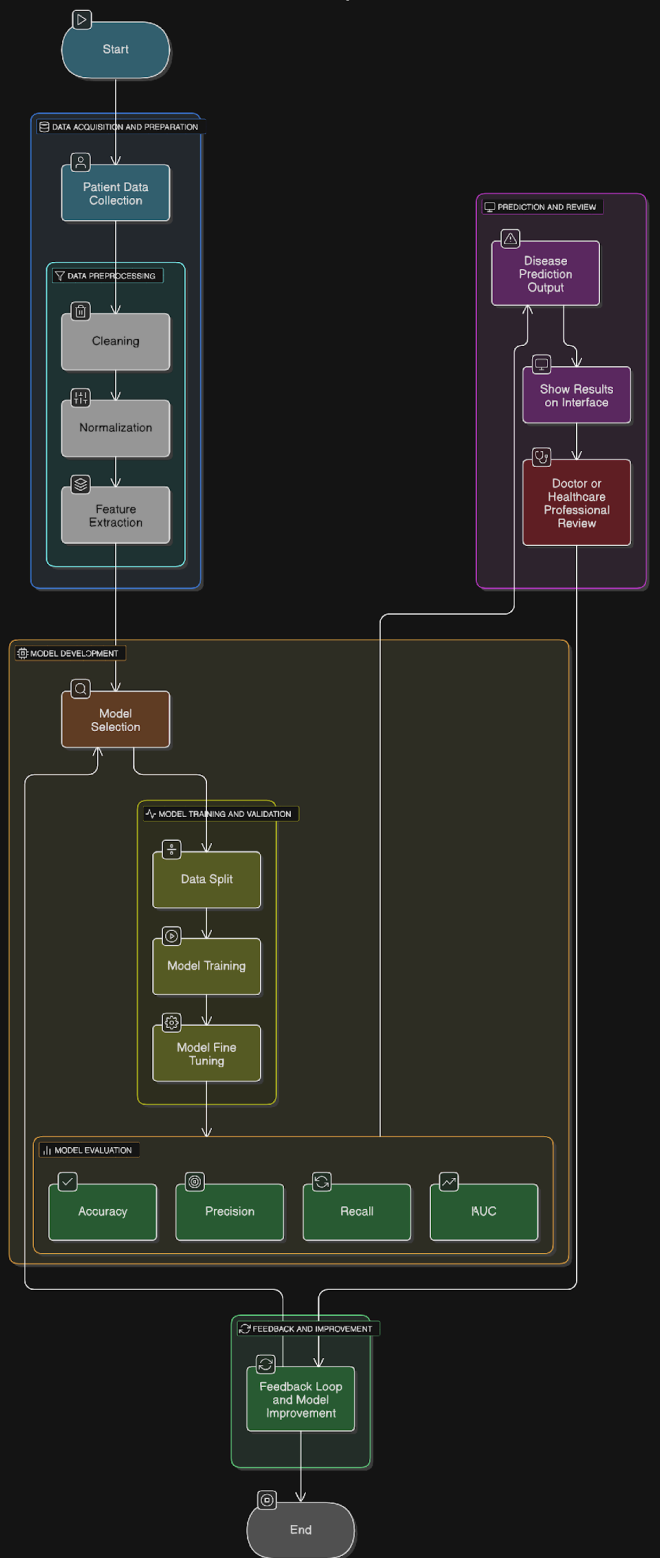 Start
DATA ACQUISITION AND PREPARATION
Patient Data
Collection
DATA PREPROCESSING
Cleaning
Normalization
Feature
Extraction
PREDICTION AND REVIEW
Disease
Prediction
Output
Show Results
on Interface
Doctor or
Healthcare
Professional
Review
MODEL DEVELOPMENT
Model
Selection
MODEL TRAINING AND VALIDATION
Data Split
Model Training
Model Fine
Tuning
MODEL EVALUATION
Accuracy
Precision
Recall
AUC
FEEDBACK AND IMPROVEMENT
Feedback Loop
and Model
Improvement
End